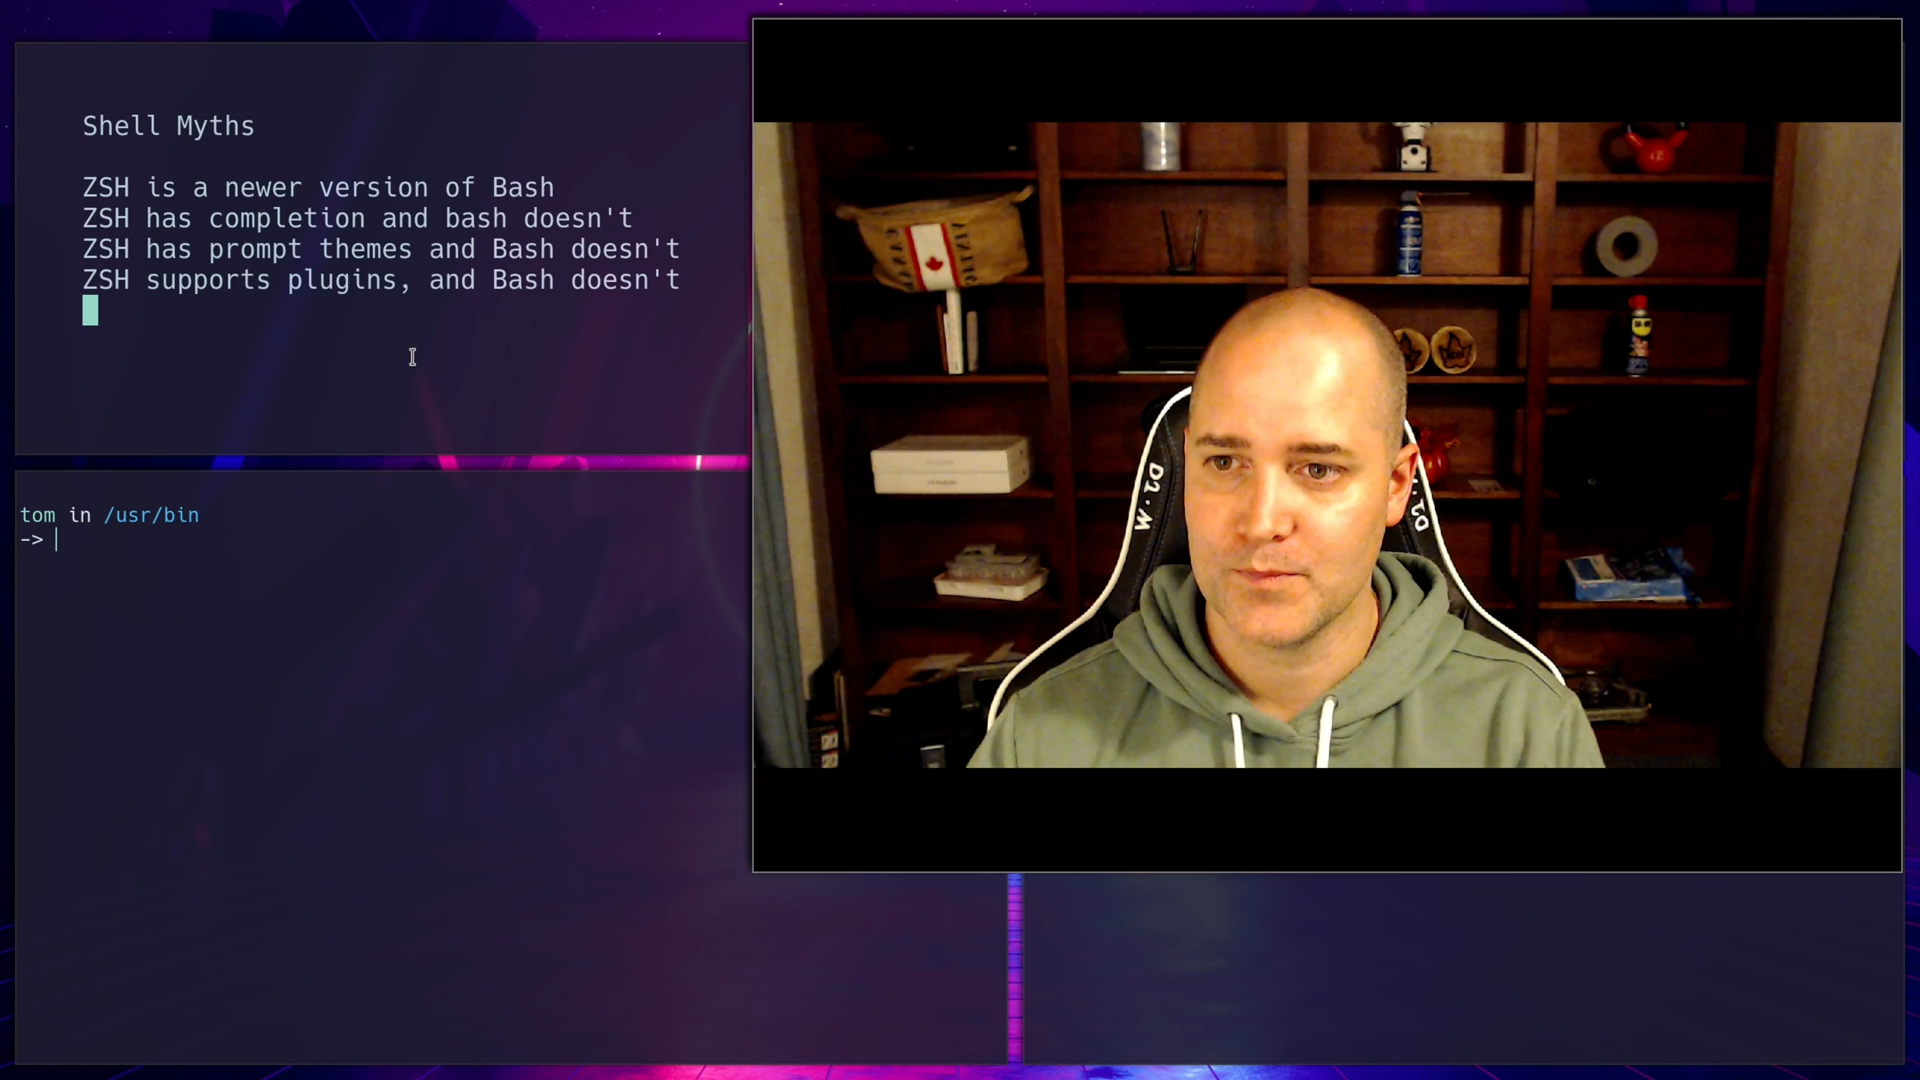 Shell Myths
ZSH is a newer version of Bash
ZSH has completion and bash doesn't
ZSH has prompt themes and Bash doesn't
ZSH supports plugins, and Bash doesn't
tom in /usr/bin
->